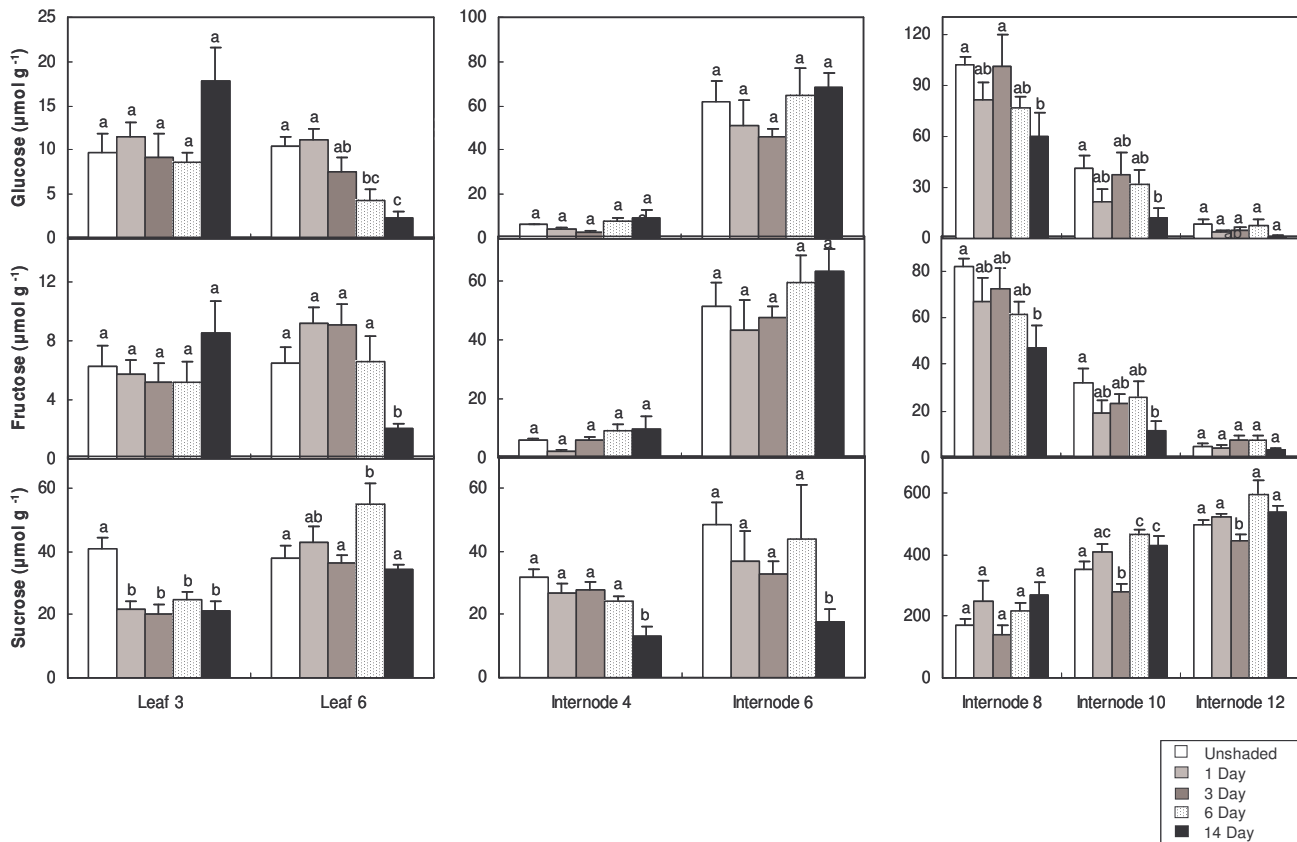 Glucose (µmol g -1)
25
20
15
10
5
0
a
a
a
a
a
a
a
ab
bc
c
100
80
60
40
20
0
a
a
a
a
a
a
a
a
a
a
120
90
60
30
0
a
ab
a
ab
b
a
ab
ab
ab
b
a
a
a
a
a
ab
Fructose (µmol g -1)
12
8
4
0
a
a
a
a
a
a
a
a
a
b
60
40
20
0
a
a
a
a
a
a
a
a
a
a
80
60
40
20
0
a
ab
ab
ab
b
a
ab
ab
ab
b
a
a
a
a
a
Sucrose (µmol g -1)
60
40
20
0
a
b
b
b
b
a
ab
a
b
a
60
40
20
0
a
a
a
a
b
a
a
a
a
b
600
400
200
0
a
a
a
a
a
a
ac
b
c
c
a
a
b
a
a
Leaf 3
Leaf 6
Internode 4
Internode 6
Internode 8
Internode 10
Internode 12
Unshaded
1 Day
3 Day
6 Day
14 Day